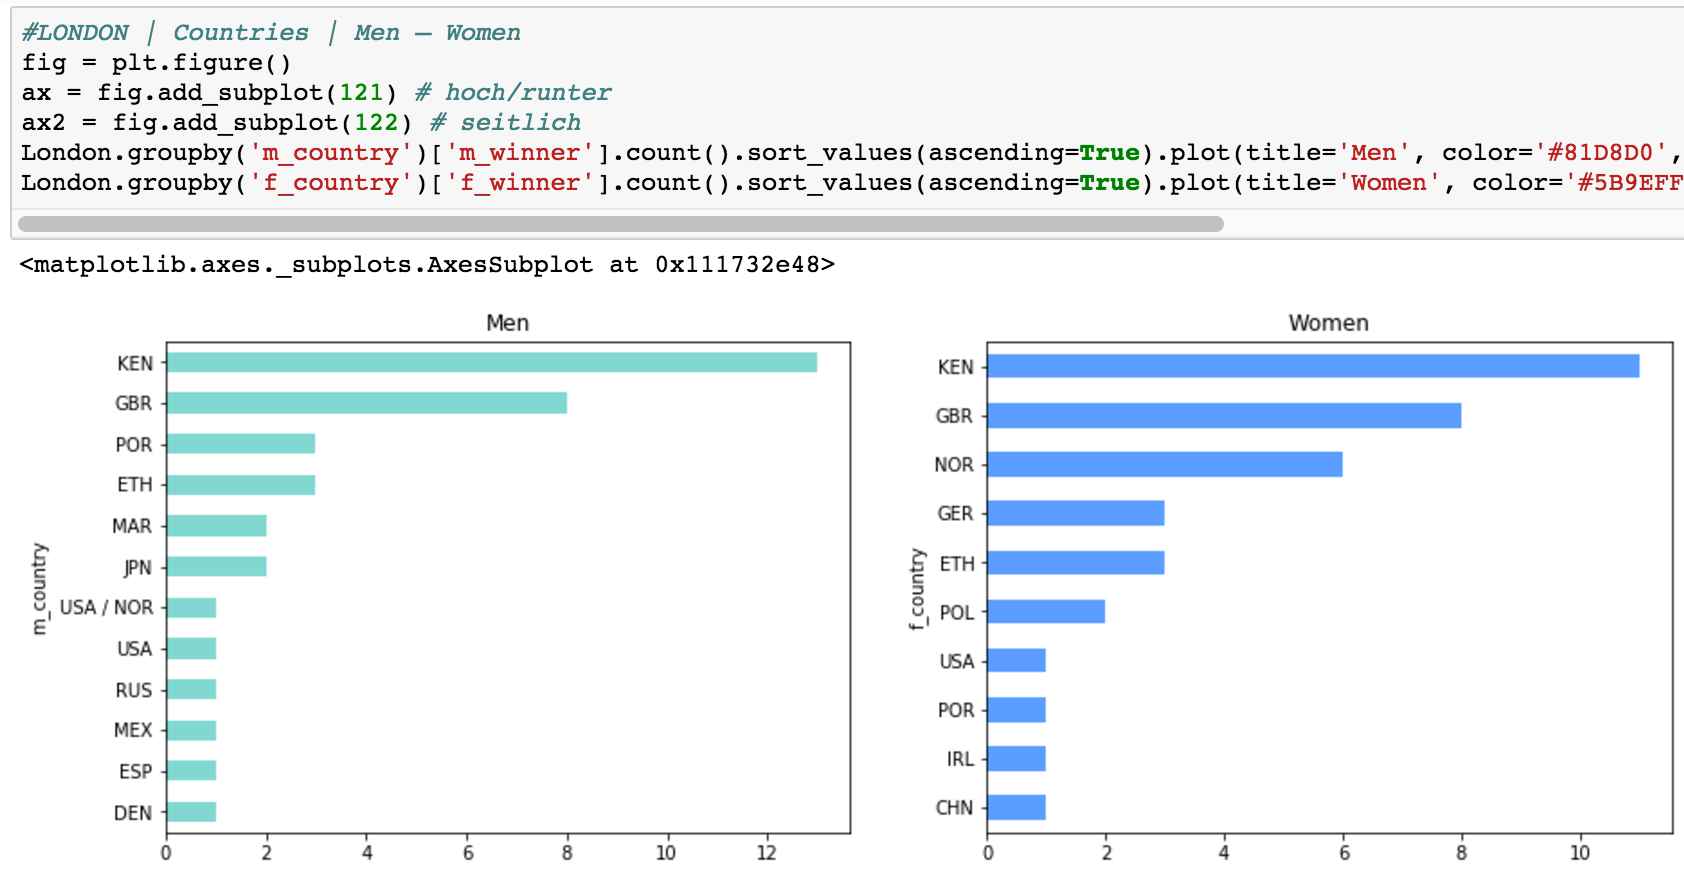 #LONDON | Countries | Men — Women
fig = plt.figure()
ax = fig.add_subplot(121) # hoch/runter
ax2 = fig.add_subplot(122) # seitlich
London.groupby('m_country')['m_winner'].count().sort_values(ascending=True).plot(title='Men', color='#81D8D0',
London.groupby('f_country')['f_winner'].count().sort_values(ascending=True).plot(title='Women', color='#5B9EFF
<matplotlib.axes._subplots.AxesSubplot at 0x111732e48>
Men
m_country
KEN
GBR
POR
ETH
MAR
JPN
USA / NOR
USA
RUS
MEX
ESP
DEN
0 2 4 6 8 10 12
Women
f_country
KEN
GBR
NOR
GER
ETH
POL
USA
POR
IRL
CHN
0 2 4 6 8 10